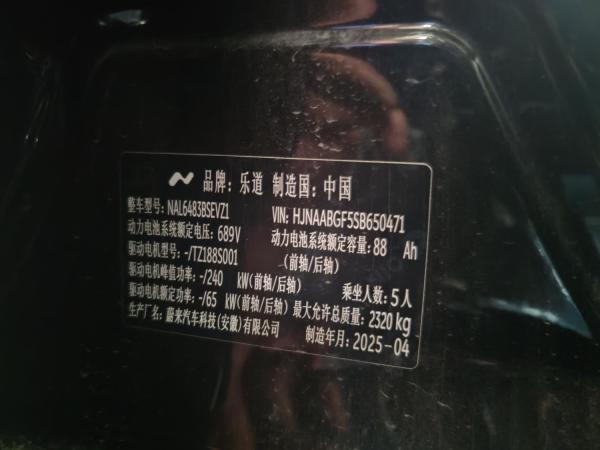 品牌：乐道 制造国：中国
整车型号：NAL6483BSEVZ1 VIN：HJNAABGF5SB650471
动力电池系统额定电压：689V 动力电池系统额定容量：88 Ah
驱动电机型号：-/TZ188S001 （前轴/后轴）
驱动电机峰值功率：-/240 kW（前轴/后轴） 乘坐人数：5人
驱动电机额定功率：-/65 kW（前轴/后轴） 最大允许总质量：2320 kg
生产厂名：蔚来汽车科技（安徽）有限公司 制造年月：2025-04